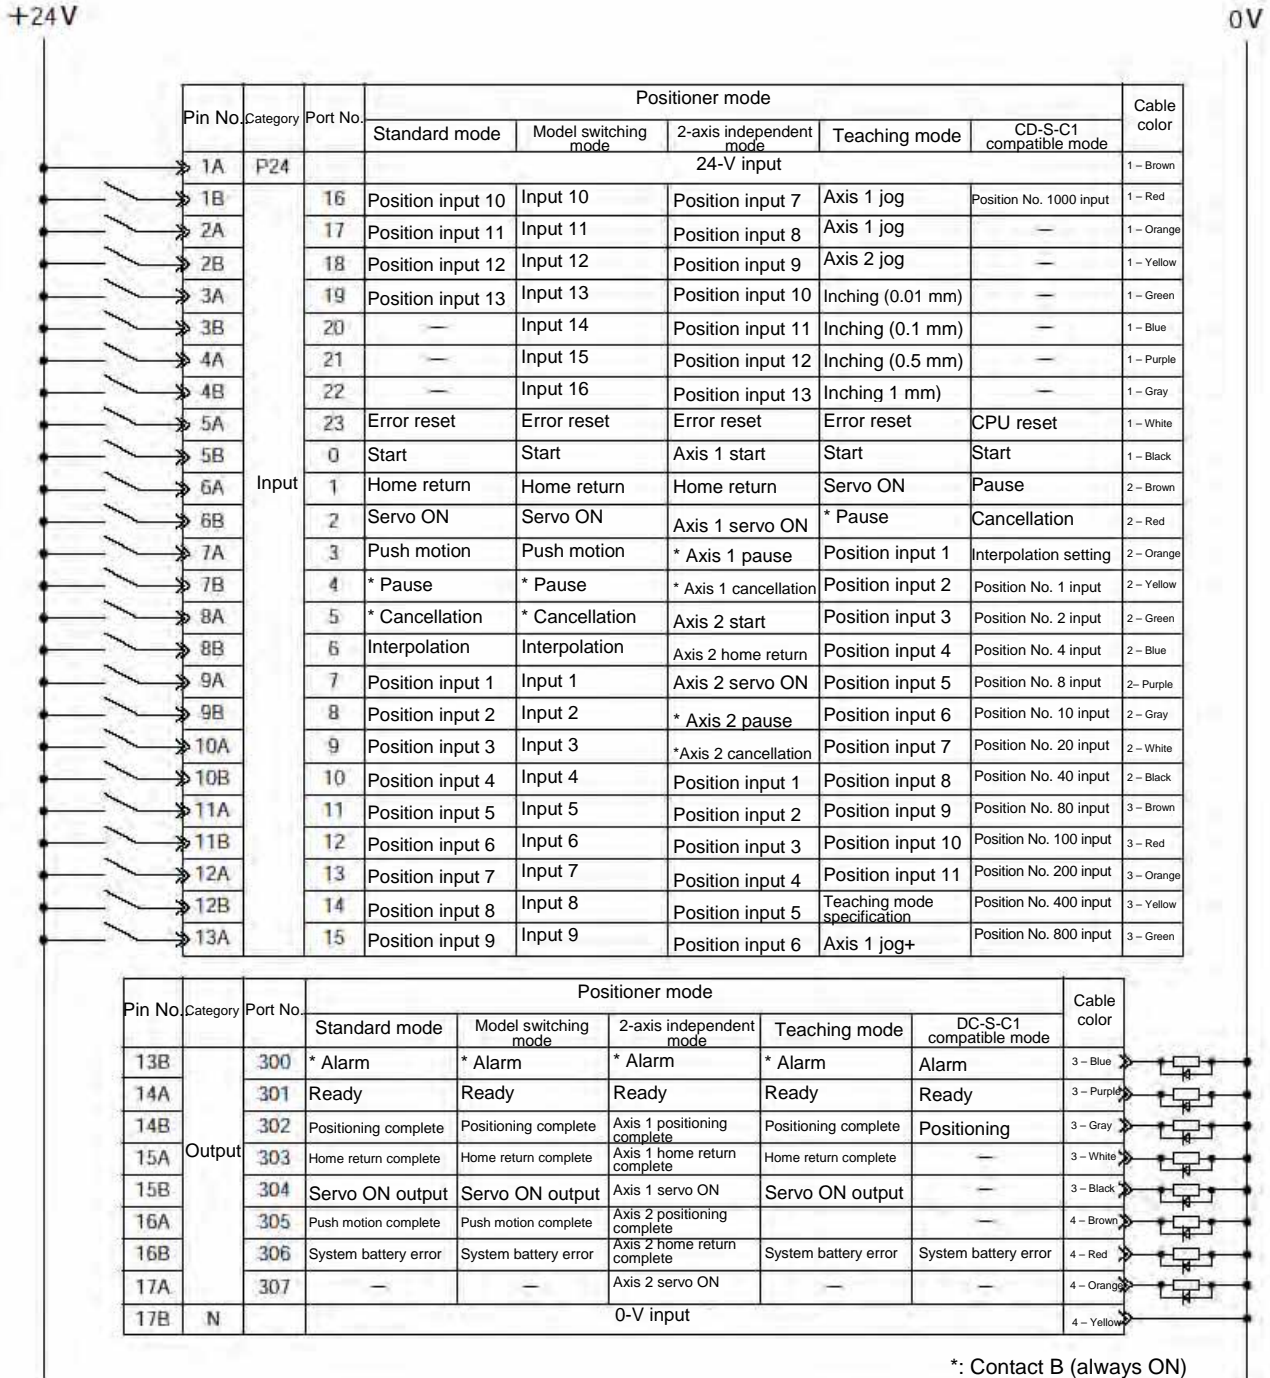 +24V 0V
Pin No. Category Port No. Positioner mode Cable color
Standard mode Model switching mode 2-axis independent mode Teaching mode CD-S-C1 compatible mode
1A P24 24-V input 1 – Brown
1B 16 Position input 10 Input 10 Position input 7 Axis 1 jog Position No. 1000 input 1 – Red
2A 17 Position input 11 Input 11 Position input 8 Axis 1 jog — 1 – Orange
2B 18 Position input 12 Input 12 Position input 9 Axis 2 jog — 1 – Yellow
3A 19 Position input 13 Input 13 Position input 10 Inching (0.01 mm) — 1 – Green
3B 20 — Input 14 Position input 11 Inching (0.1 mm) — 1 – Blue
4A 21 — Input 15 Position input 12 Inching (0.5 mm) — 1 – Purple
4B 22 — Input 16 Position input 13 Inching 1 mm) — 1 – Gray
5A 23 Error reset Error reset Error reset Error reset CPU reset 1 – White
5B 0 Start Start Axis 1 start Start Start 1 – Black
6A Input 1 Home return Home return Home return Servo ON Pause 2 – Brown
6B 2 Servo ON Servo ON Axis 1 servo ON * Pause Cancellation 2 – Red
7A 3 Push motion Push motion * Axis 1 pause Position input 1 Interpolation setting 2 – Orange
7B 4 * Pause * Pause * Axis 1 cancellation Position input 2 Position No. 1 input 2 – Yellow
8A 5 * Cancellation * Cancellation Axis 2 start Position input 3 Position No. 2 input 2 – Green
8B 6 Interpolation Interpolation Axis 2 home return Position input 4 Position No. 4 input 2 – Blue
9A 7 Position input 1 Input 1 Axis 2 servo ON Position input 5 Position No. 8 input 2– Purple
9B 8 Position input 2 Input 2 * Axis 2 pause Position input 6 Position No. 10 input 2 – Gray
10A 9 Position input 3 Input 3 *Axis 2 cancellation Position input 7 Position No. 20 input 2 – White
10B 10 Position input 4 Input 4 Position input 1 Position input 8 Position No. 40 input 2 – Black
11A 11 Position input 5 Input 5 Position input 2 Position input 9 Position No. 80 input 3 – Brown
11B 12 Position input 6 Input 6 Position input 3 Position input 10 Position No. 100 input 3 – Red
12A 13 Position input 7 Input 7 Position input 4 Position input 11 Position No. 200 input 3 – Orange
12B 14 Position input 8 Input 8 Position input 5 Teaching mode specification Position No. 400 input 3 – Yellow
13A 15 Position input 9 Input 9 Position input 6 Axis 1 jog+ Position No. 800 input 3 – Green
Pin No. Category Port No. Positioner mode Cable color
Standard mode Model switching mode 2-axis independent mode Teaching mode DC-S-C1 compatible mode
13B 300 * Alarm * Alarm * Alarm * Alarm Alarm 3 – Blue
14A 301 Ready Ready Ready Ready Ready 3 – Purple
14B 302 Positioning complete Positioning complete Axis 1 positioning complete Positioning complete Positioning 3 – Gray
15A Output 303 Home return complete Home return complete Axis 1 home return complete Home return complete — 3 – White
15B 304 Servo ON output Servo ON output Axis 1 servo ON Servo ON output — 3 – Black
16A 305 Push motion complete Push motion complete Axis 2 positioning complete — 4 – Brown
16B 306 System battery error System battery error Axis 2 home return complete System battery error System battery error 4 – Red
17A 307 — — Axis 2 servo ON — — 4 – Orange
17B N 0-V input 4 – Yellow
*: Contact B (always ON)